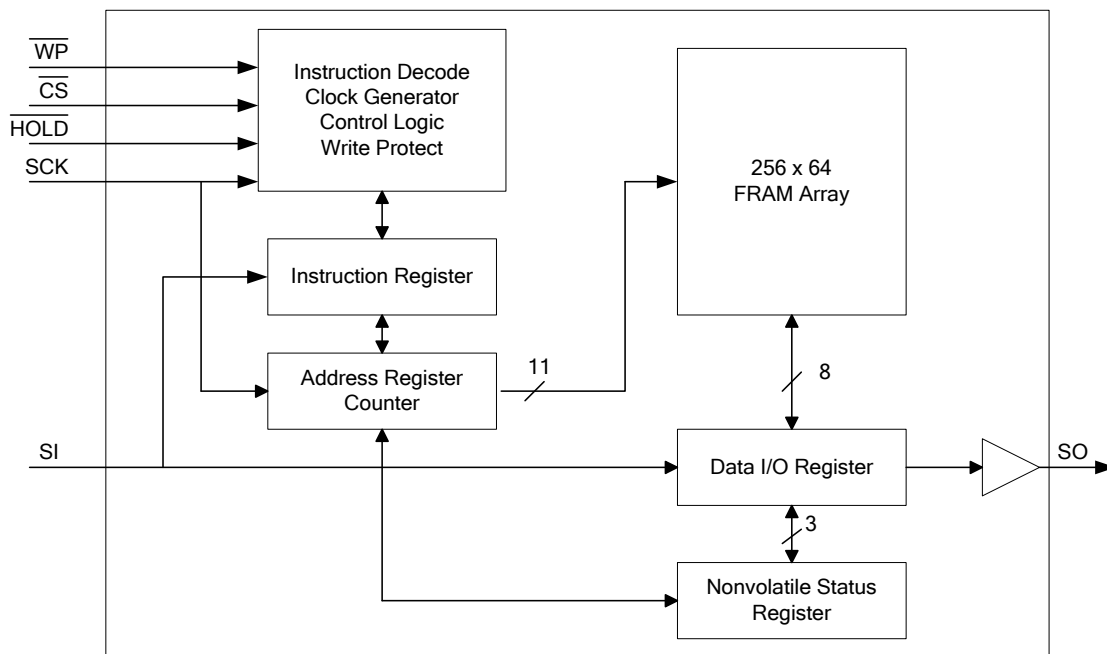 WP
CS
HOLD
SCK
Instruction Decode
Clock Generator
Control Logic
Write Protect
256 x 64
FRAM Array
Instruction Register
Address Register
Counter
11
8
SI
Data I/O Register
SO
3
Nonvolatile Status
Register